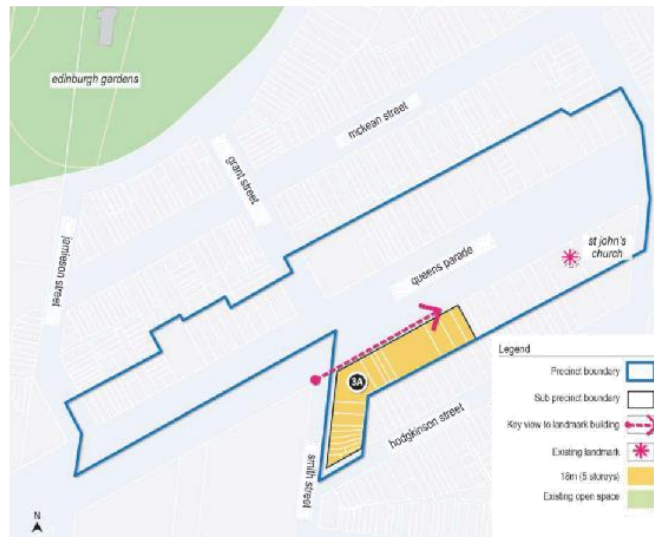 edinburgh gardens
mckean street
grant street
jamieson street
st john's
church
queens parade
3A
hodgkinson street
smith street
N
Legend
Precinct boundary
Sub precinct boundary
Key view to landmark building
Existing landmark
18m (5 storeys)
Existing open space